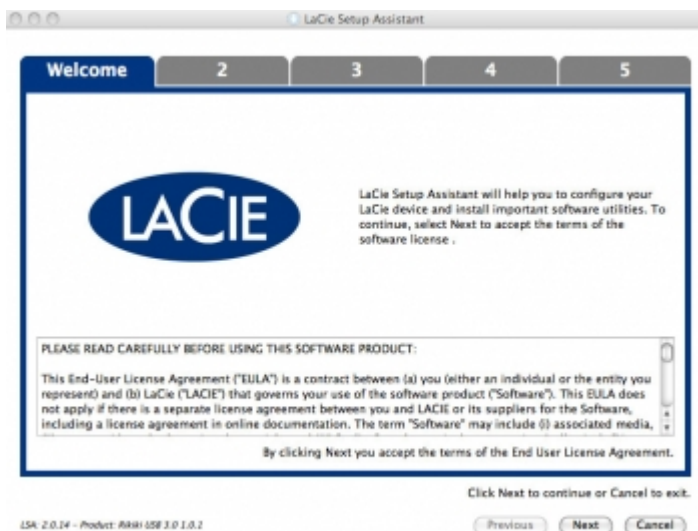 LaCie Setup Assistant
Welcome 2 3 4 5
LACIE
LaCie Setup Assistant will help you to configure your
LaCie device and install important software utilities. To
continue, select Next to accept the terms of the
software license .
PLEASE READ CAREFULLY BEFORE USING THIS SOFTWARE PRODUCT:
This End-User License Agreement ("EULA") is a contract between (a) you (either an individual or the entity you
represent) and (b) LaCie ("LACIE") that governs your use of the software product ("Software"). This EULA does
not apply if there is a separate license agreement between you and LACIE or its suppliers for the Software,
including a license agreement in online documentation. The term "Software" may include (i) associated media,
By clicking Next you accept the terms of the End User License Agreement.
Click Next to continue or Cancel to exit.
LSA: 2.0.14 - Product: Rikiki USB 3.0 1.0.2
Previous Next Cancel